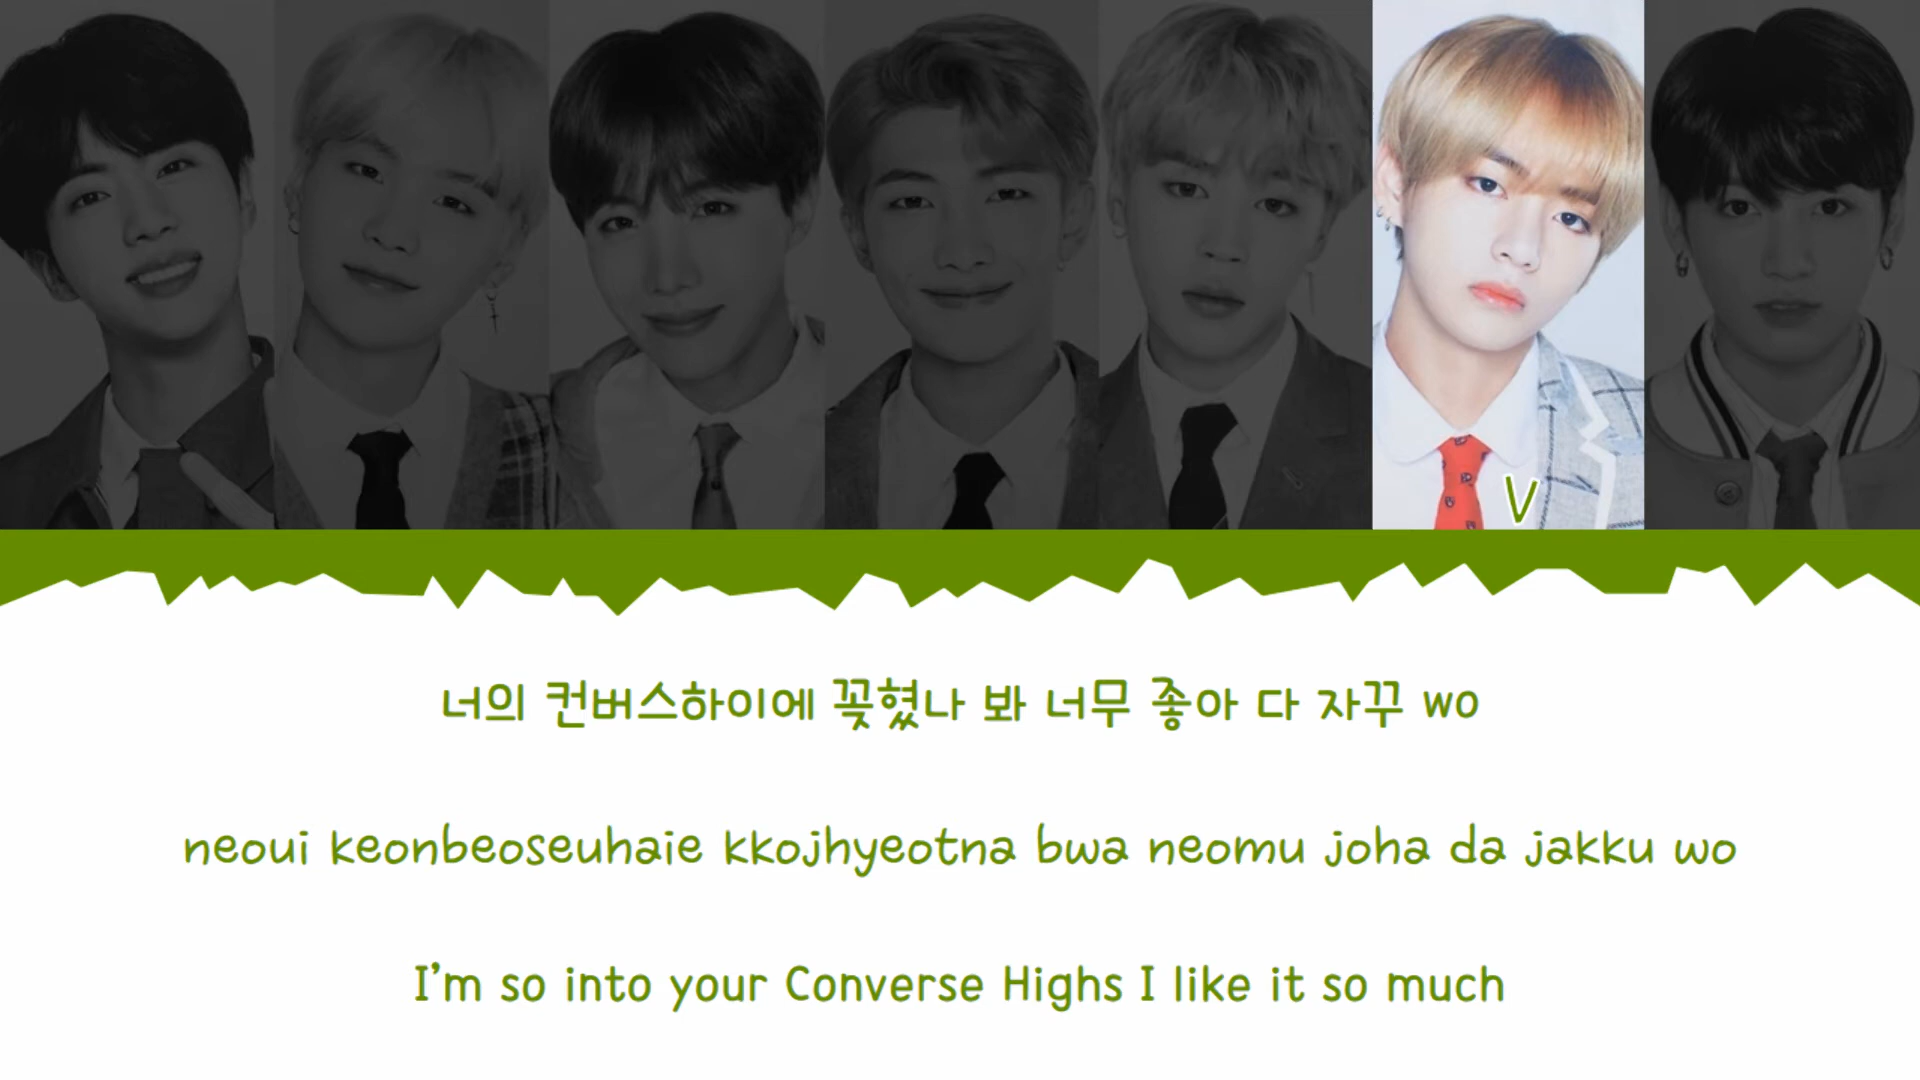 V
너의 컨버스하이에 꽂혔나 봐 너무 좋아 다 자꾸 wo
neoui keonbeoseuhaie kkojhyeotna bwa neomu joha da jakku wo
I'm so into your Converse Highs I like it so much